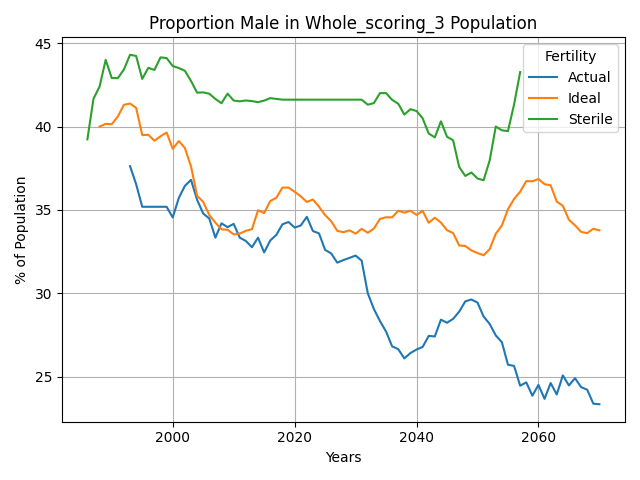 Proportion Male in Whole_scoring_3 Population
% of Population
45
40
35
30
25
Fertility
Actual
Ideal
Sterile
2000
2020
2040
2060
Years